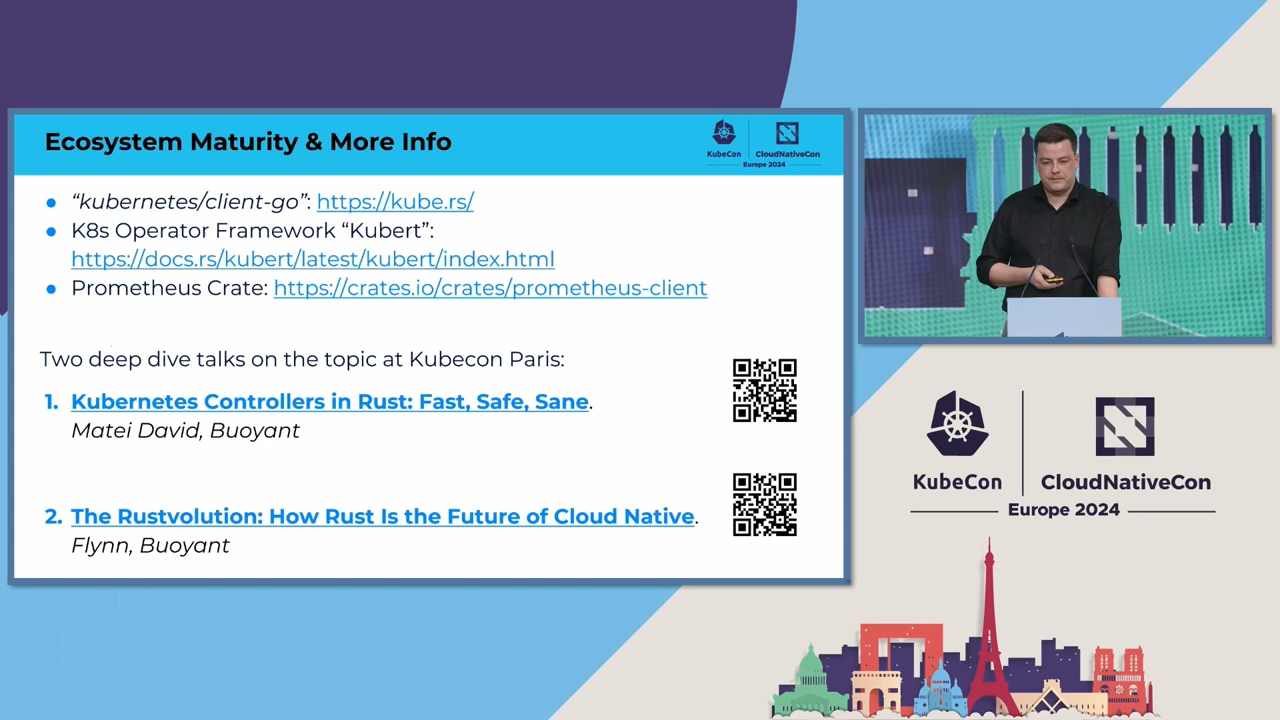 Ecosystem Maturity & More Info
KubeCon
CloudNativeCon
Europe 2024
● “kubernetes/client-go”: https://kube.rs/
● K8s Operator Framework “Kubert”:
https://docs.rs/kubert/latest/kubert/index.html
● Prometheus Crate: https://crates.io/crates/prometheus-client
Two deep dive talks on the topic at Kubecon Paris:
1. Kubernetes Controllers in Rust: Fast, Safe, Sane.
Matei David, Buoyant
2. The Rustvolution: How Rust Is the Future of Cloud Native.
Flynn, Buoyant
KubeCon
CloudNativeCon
Europe 2024